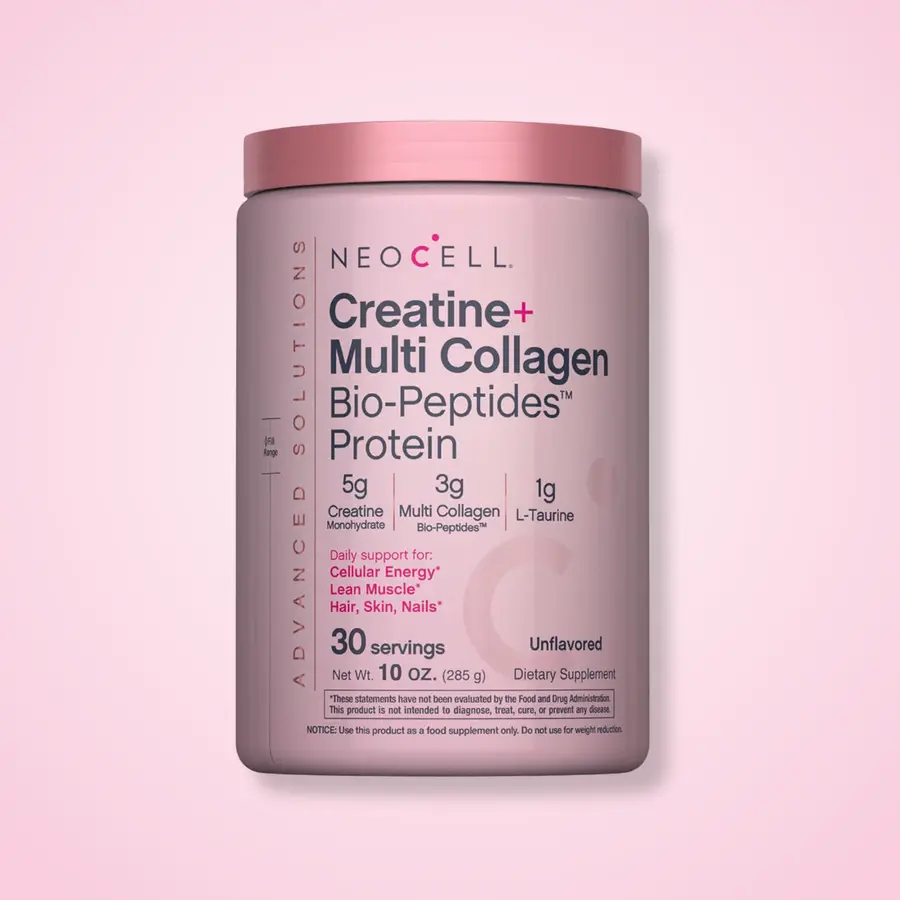 ADVANCED SOLUTIONS
NEOCELL®
Creatine+
Multi Collagen
Bio-Peptides™
Protein
5g
Creatine
Monohydrate
3g
Multi Collagen
Bio-Peptides™
1g
L-Taurine
Fill
Range
Daily support for:
Cellular Energy*
Lean Muscle*
Hair, Skin, Nails*
30 servings
Unflavored
Net Wt. 10 OZ. (285 g)
Dietary Supplement
*These statements have not been evaluated by the Food and Drug Administration.
This product is not intended to diagnose, treat, cure, or prevent any disease.
NOTICE: Use this product as a food supplement only. Do not use for weight reduction.